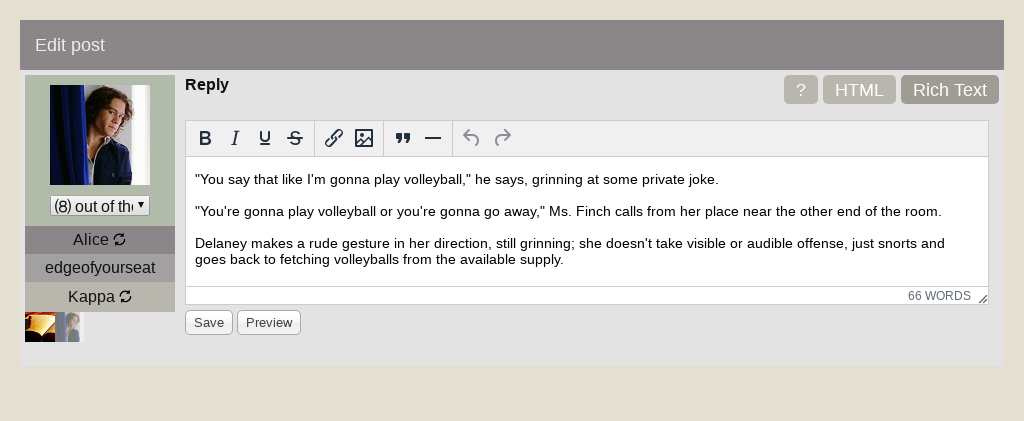 Edit post
Reply
? HTML Rich Text
B I U S
"You say that like I'm gonna play volleyball," he says, grinning at some private joke.
"You're gonna play volleyball or you're gonna go away," Ms. Finch calls from her place near the other end of the room.
Delaney makes a rude gesture in her direction, still grinning; she doesn't take visible or audible offense, just snorts and
goes back to fetching volleyballs from the available supply.
66 WORDS
Save Preview
⑻ out of the
Alice
edgeofyourseat
Kappa